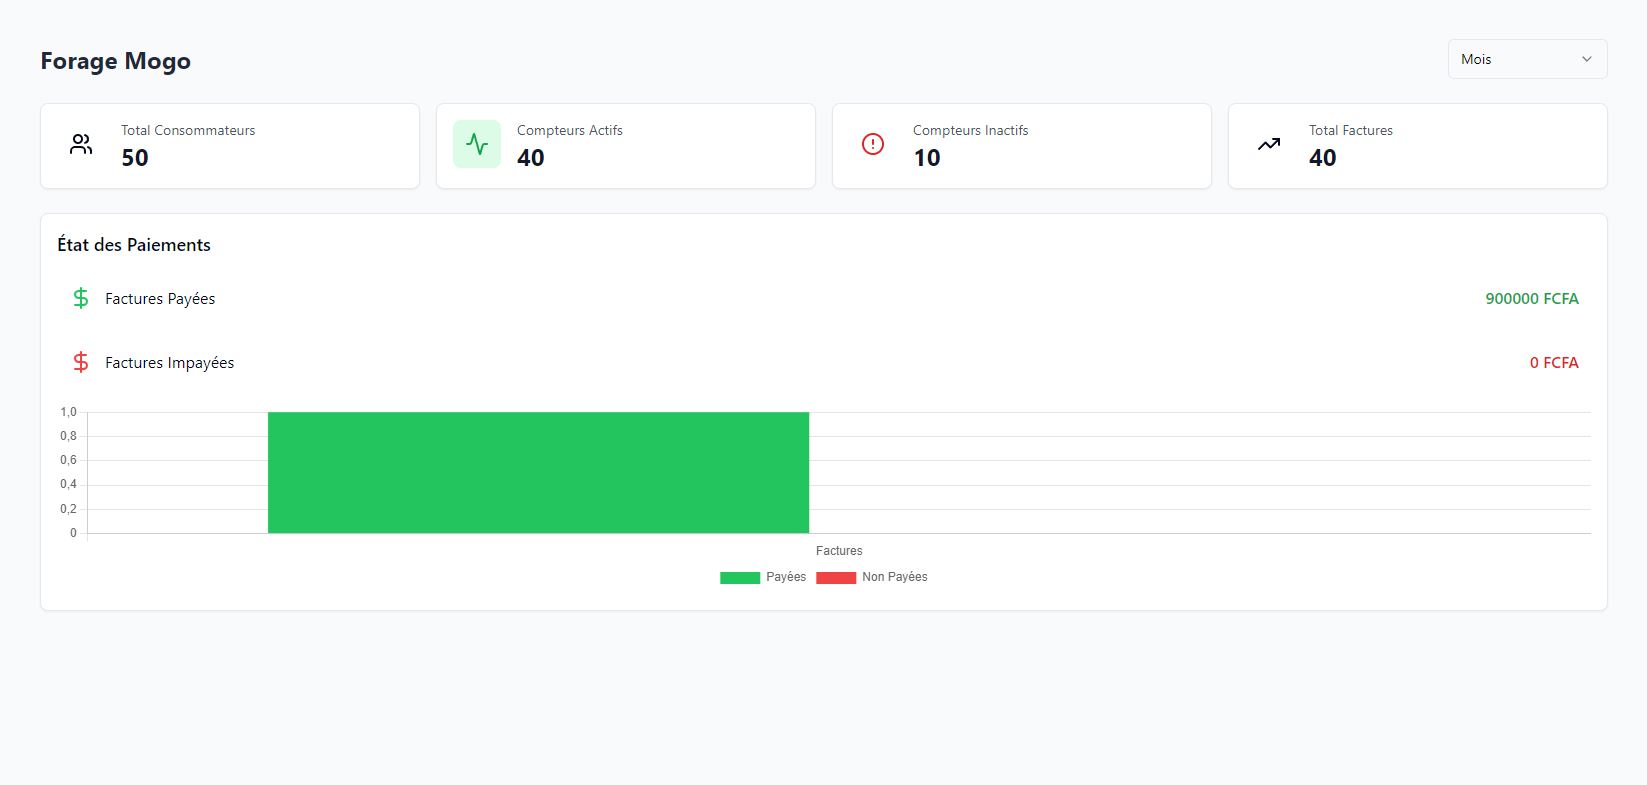 Forage Mogo
Mois
Total Consommateurs
50
Compteurs Actifs
40
Compteurs Inactifs
10
Total Factures
40
État des Paiements
Factures Payées
900000 FCFA
Factures Impayées
0 FCFA
1,0
0,8
0,6
0,4
0,2
0
Factures
Payées
Non Payées